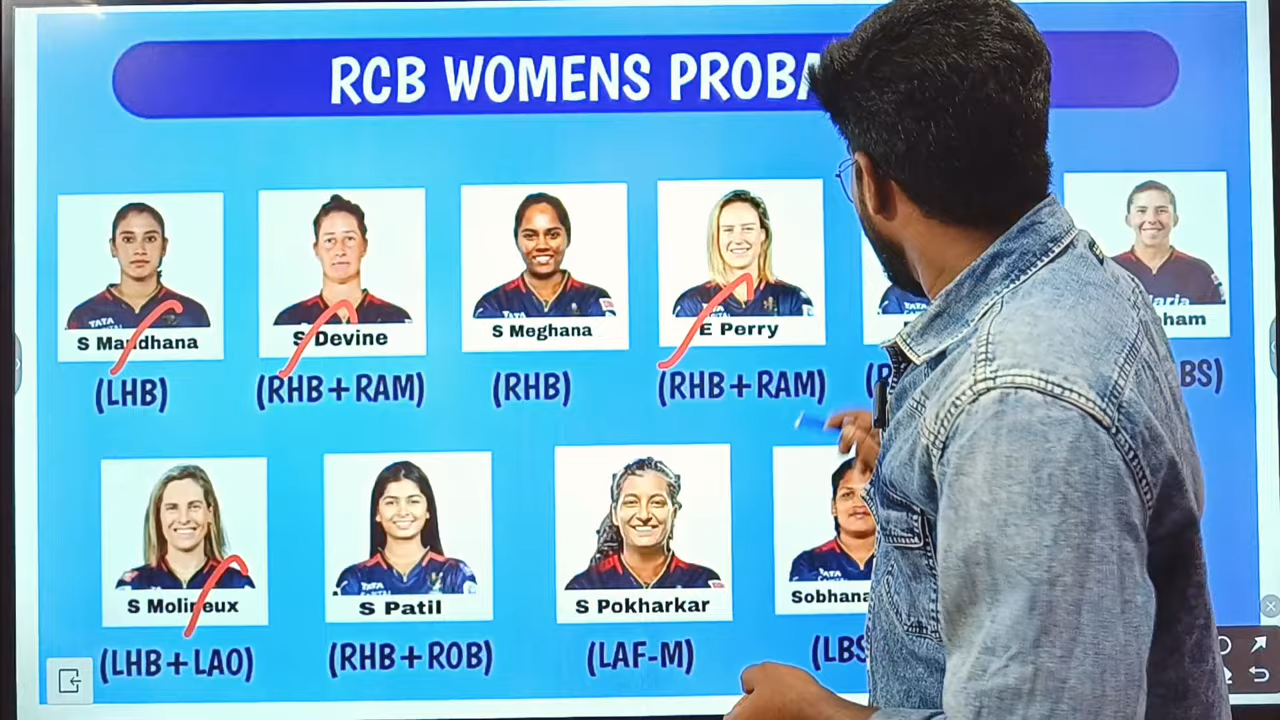 RCB WOMENS PROBA
S Mandhana
S Devine
S Meghana
E Perry
ham
(LHB)
(RHB+RAM)
(RHB)
(RHB+RAM)
BS)
S Molineux
S Patil
S Pokharkar
Sobhana
(LHB+LAO)
(RHB+ROB)
(LAF-M)
(LBS